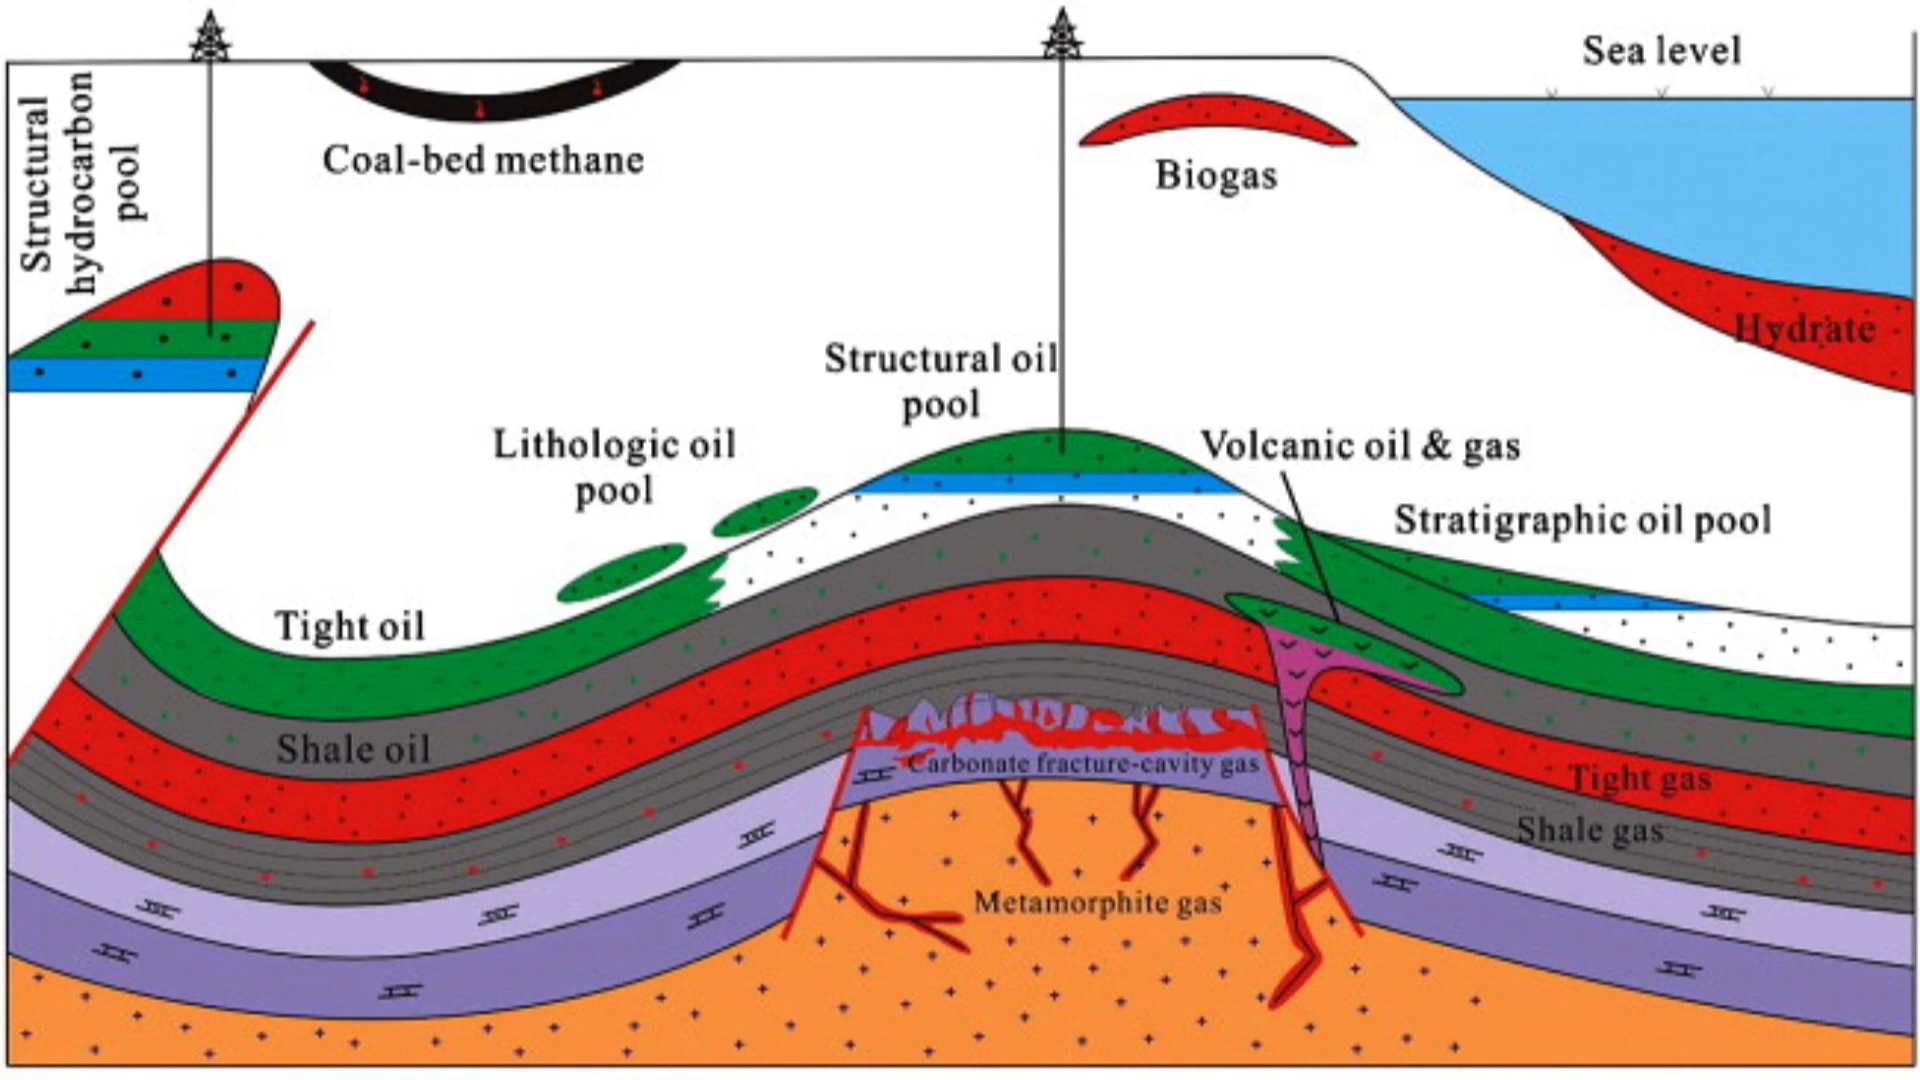 Structural
hydrocarbon
pool
Coal-bed methane
Sea level
Biogas
Hydrate
Structural oil
pool
Lithologic oil
pool
Volcanic oil & gas
Stratigraphic oil pool
Tight oil
Shale oil
Carbonate fracture-cavity gas
Tight gas
Shale gas
Metamorphite gas